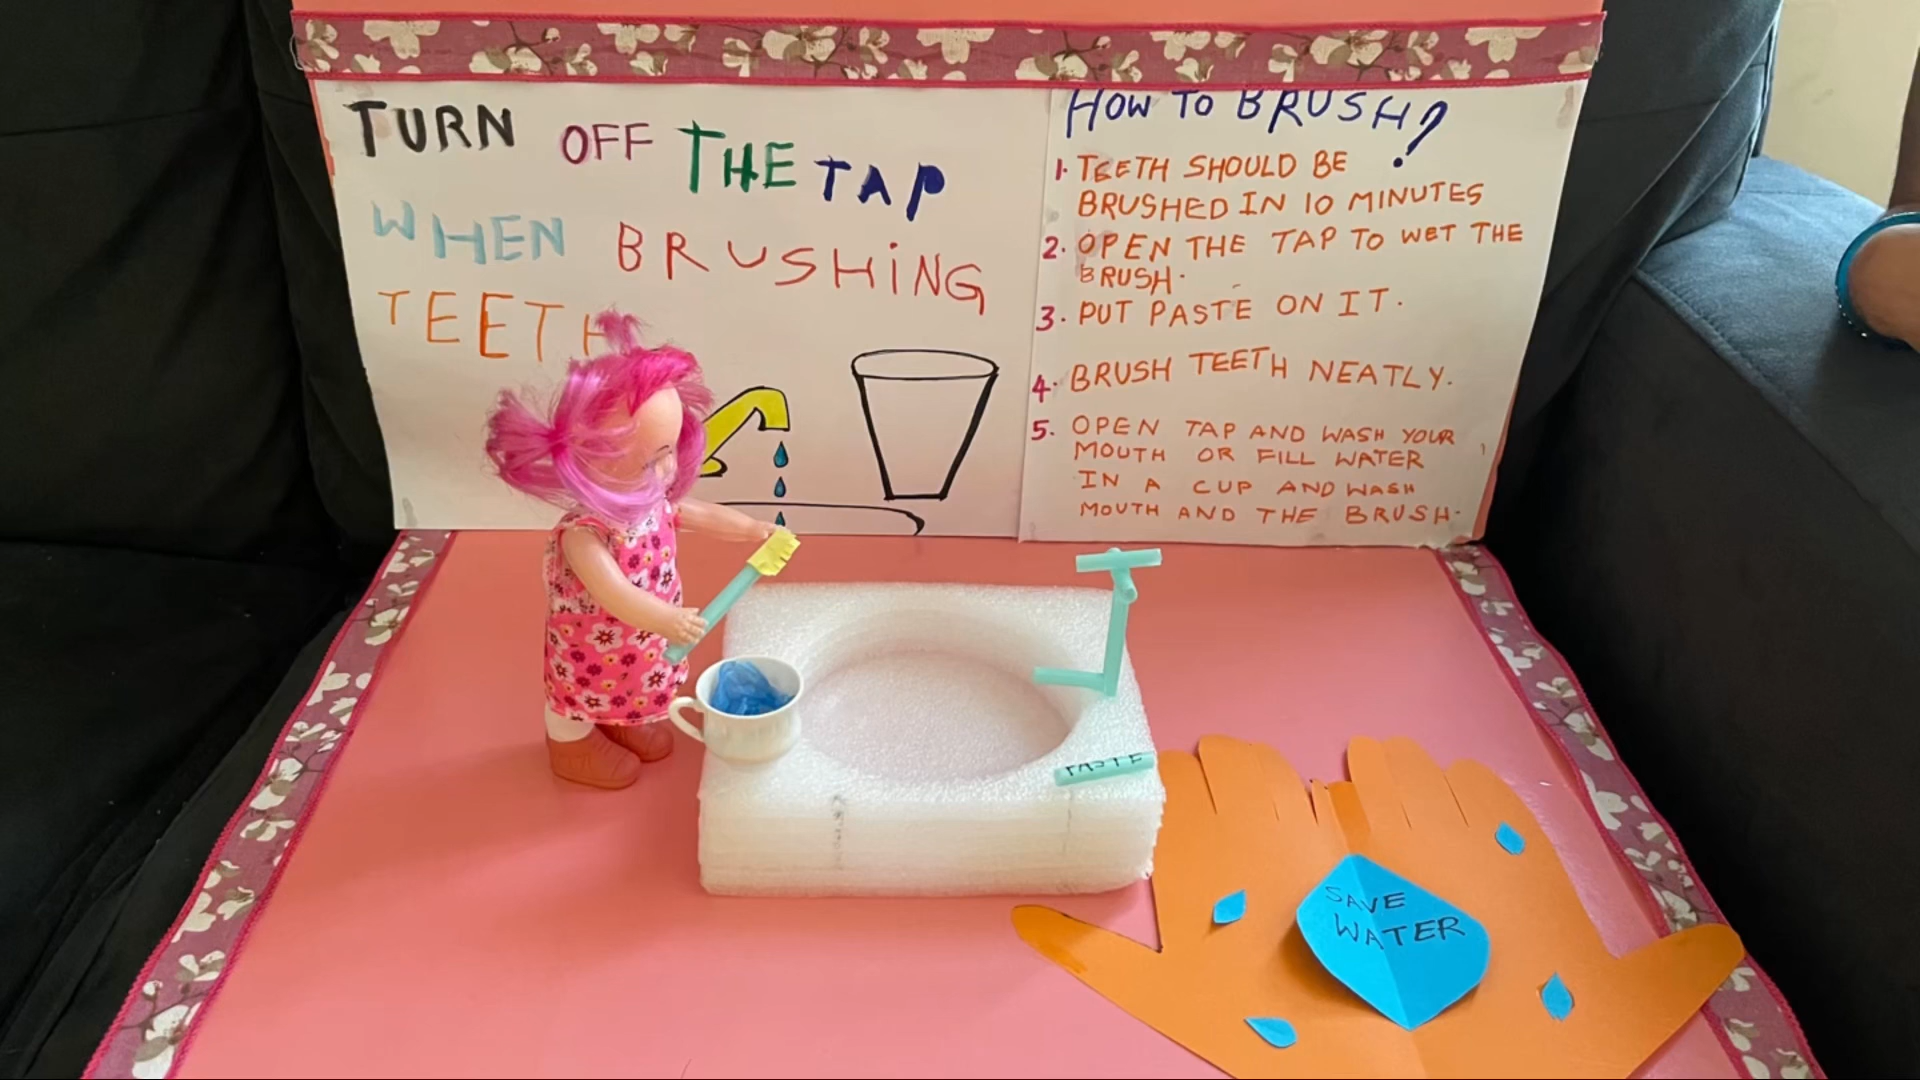 TURN OFF THE TAP
WHEN BRUSHING
TEETH
HOW TO BRUSH?
1. TEETH SHOULD BE
BRUSHED IN 10 MINUTES
2. OPEN THE TAP TO WET THE
BRUSH.
3. PUT PASTE ON IT.
4. BRUSH TEETH NEATLY.
5. OPEN TAP AND WASH YOUR
MOUTH OR FILL WATER
IN A CUP AND WASH
MOUTH AND THE BRUSH.
PASTE
SAVE
WATER